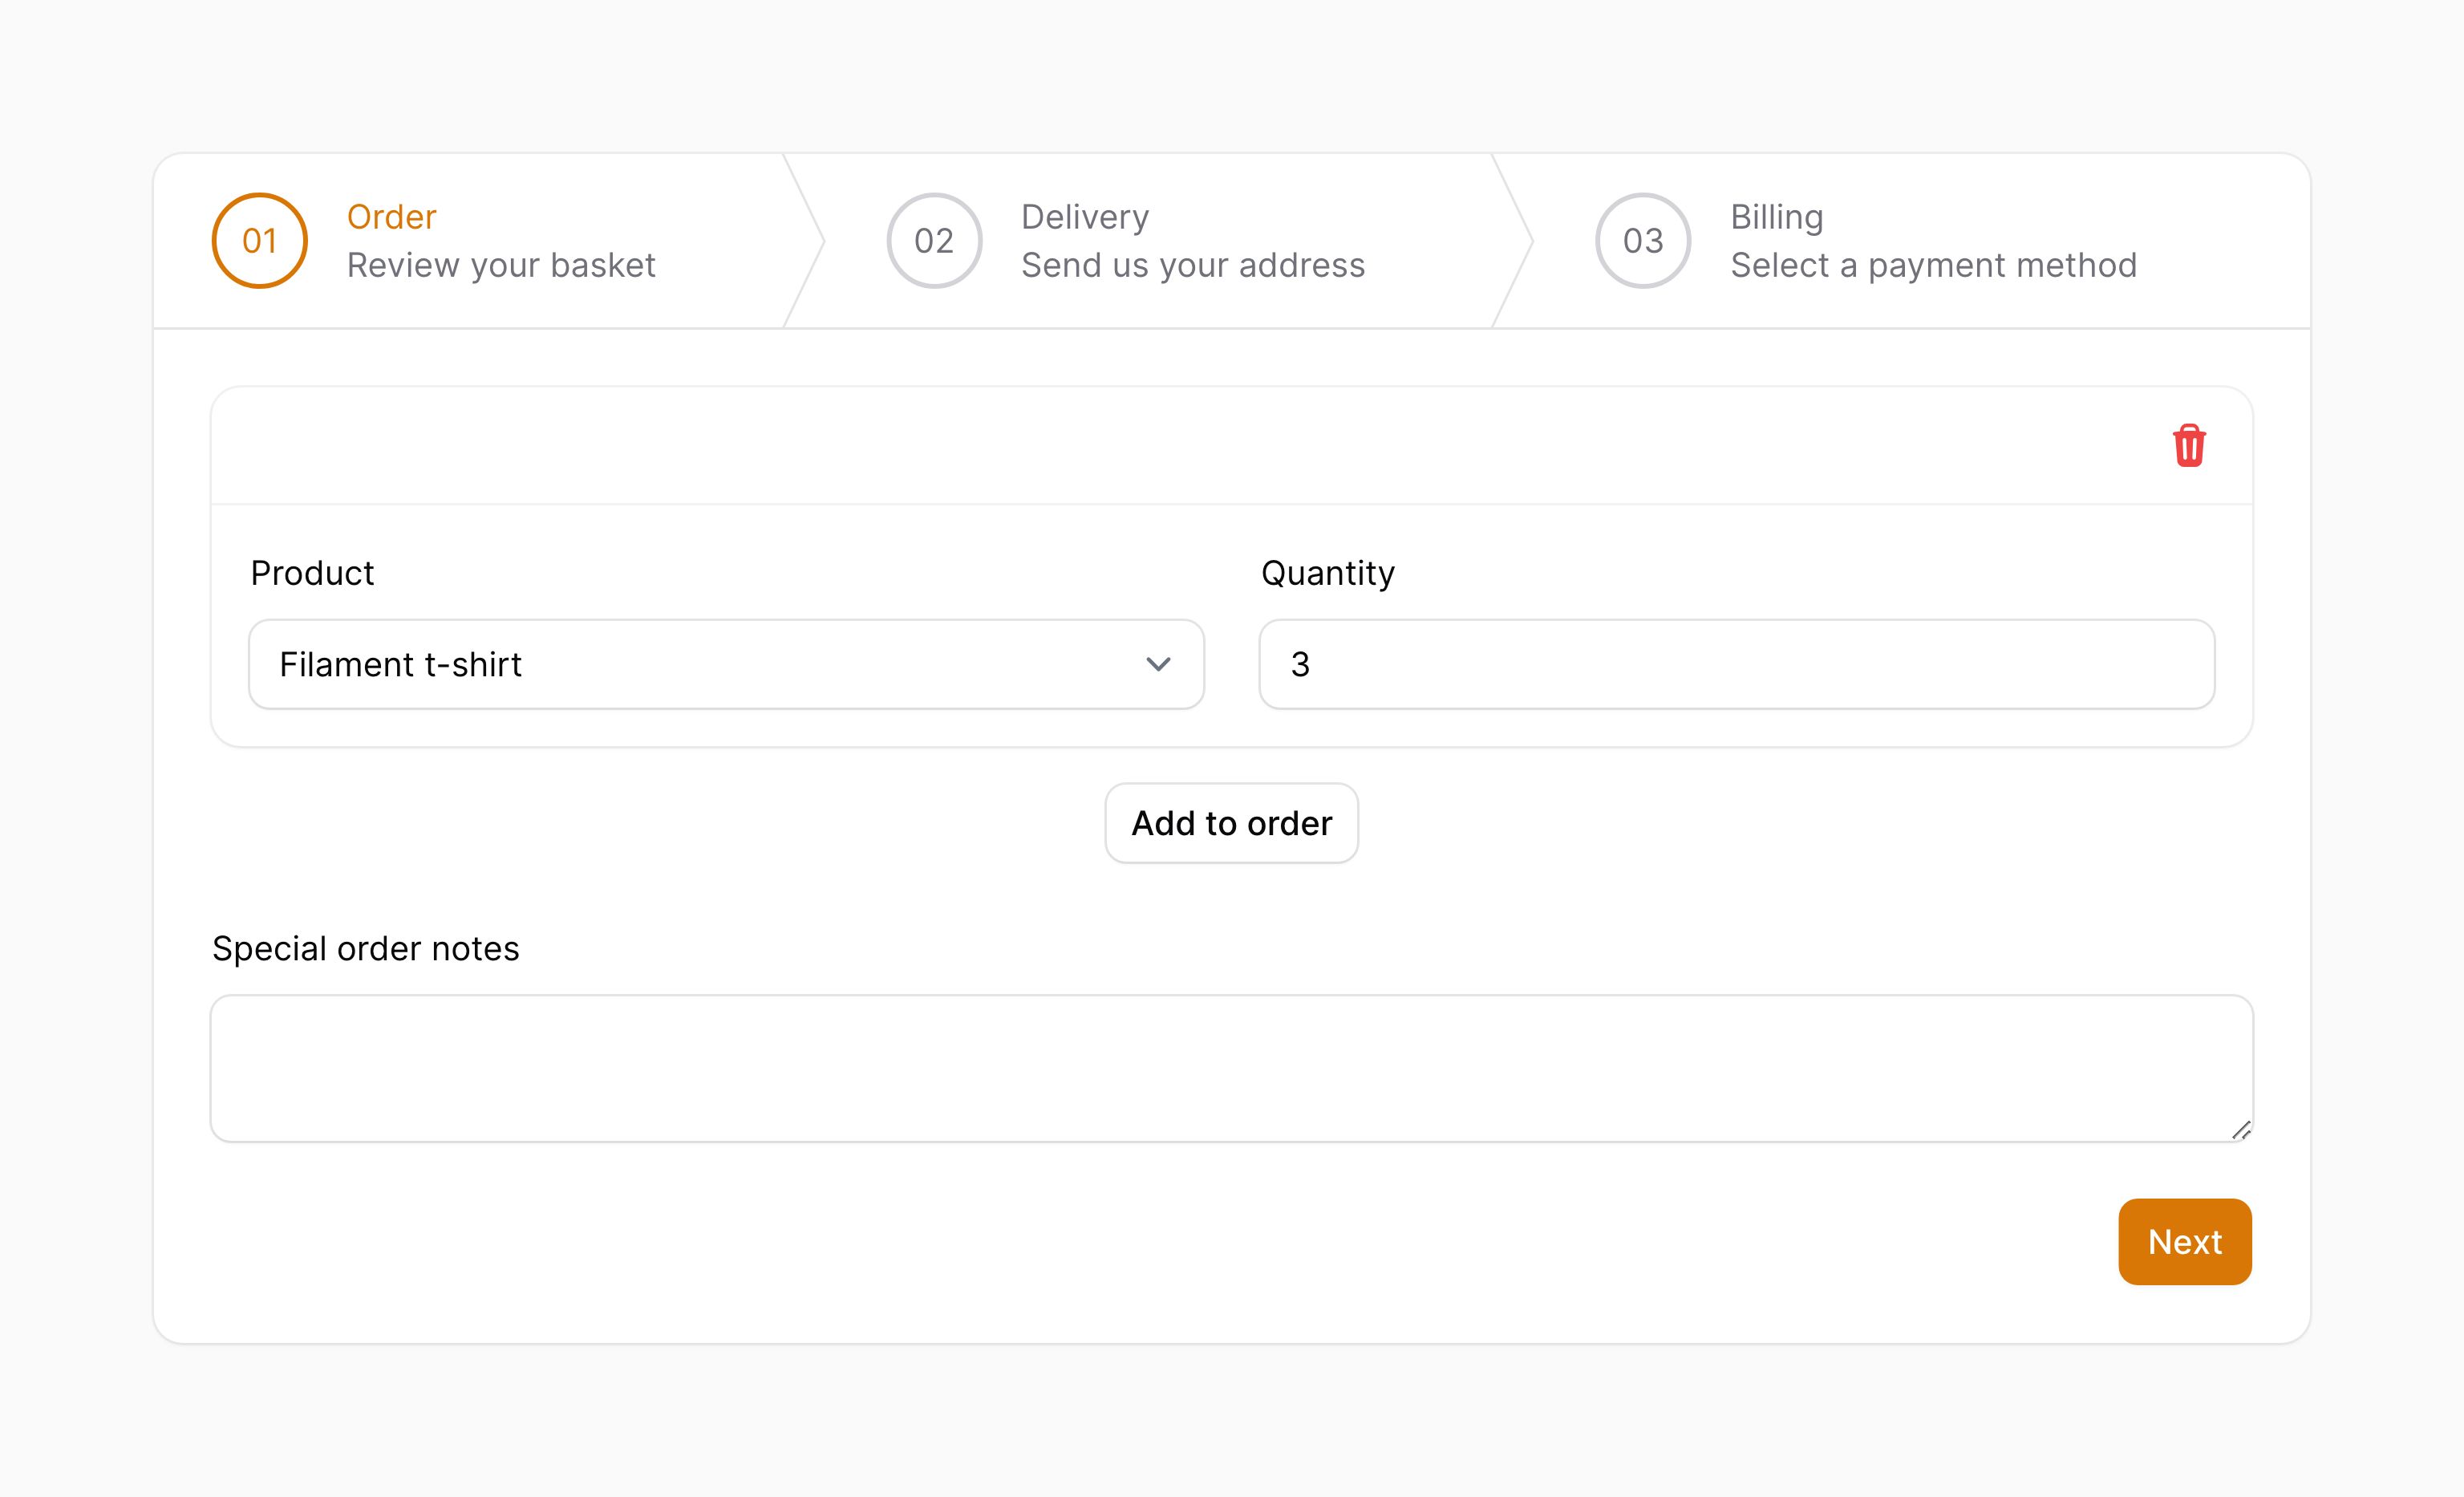 01
Order
Review your basket
02
Delivery
Send us your address
03
Billing
Select a payment method
Product
Quantity
Filament t-shirt
3
Add to order
Special order notes
Next